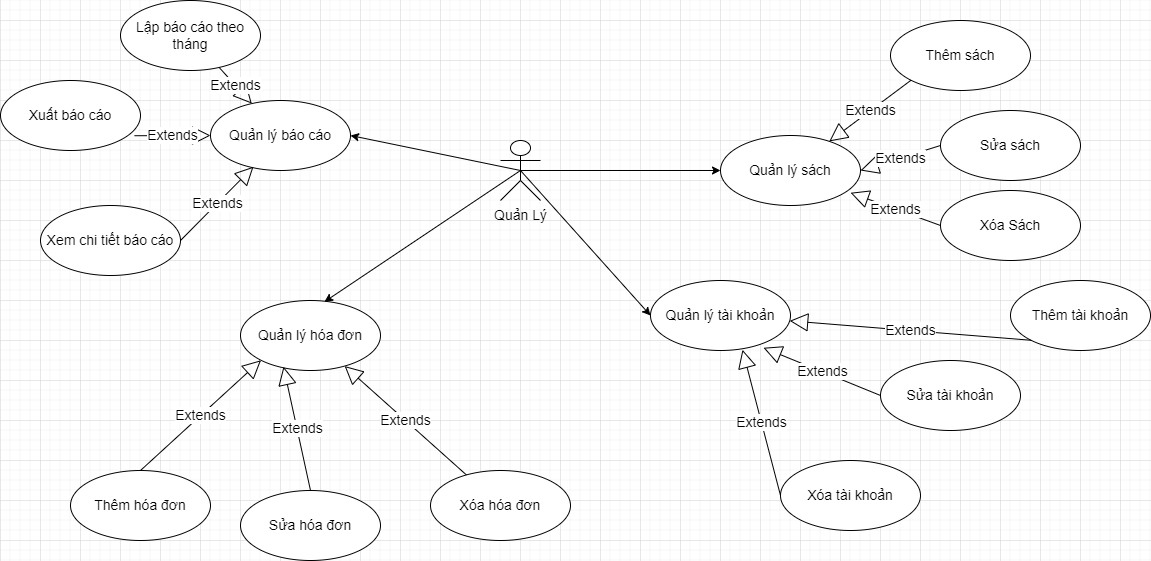 Lập báo cáo theo
tháng
Extends
Xuất báo cáo
Extends
Quản lý báo cáo
Extends
Xem chi tiết báo cáo
Quản Lý
Thêm sách
Extends
Sửa sách
Extends
Quản lý sách
Extends
Xóa Sách
Quản lý hóa đơn
Extends
Extends
Extends
Thêm hóa đơn
Sửa hóa đơn
Xóa hóa đơn
Quản lý tài khoản
Thêm tài khoản
Extends
Extends
Sửa tài khoản
Extends
Xóa tài khoản